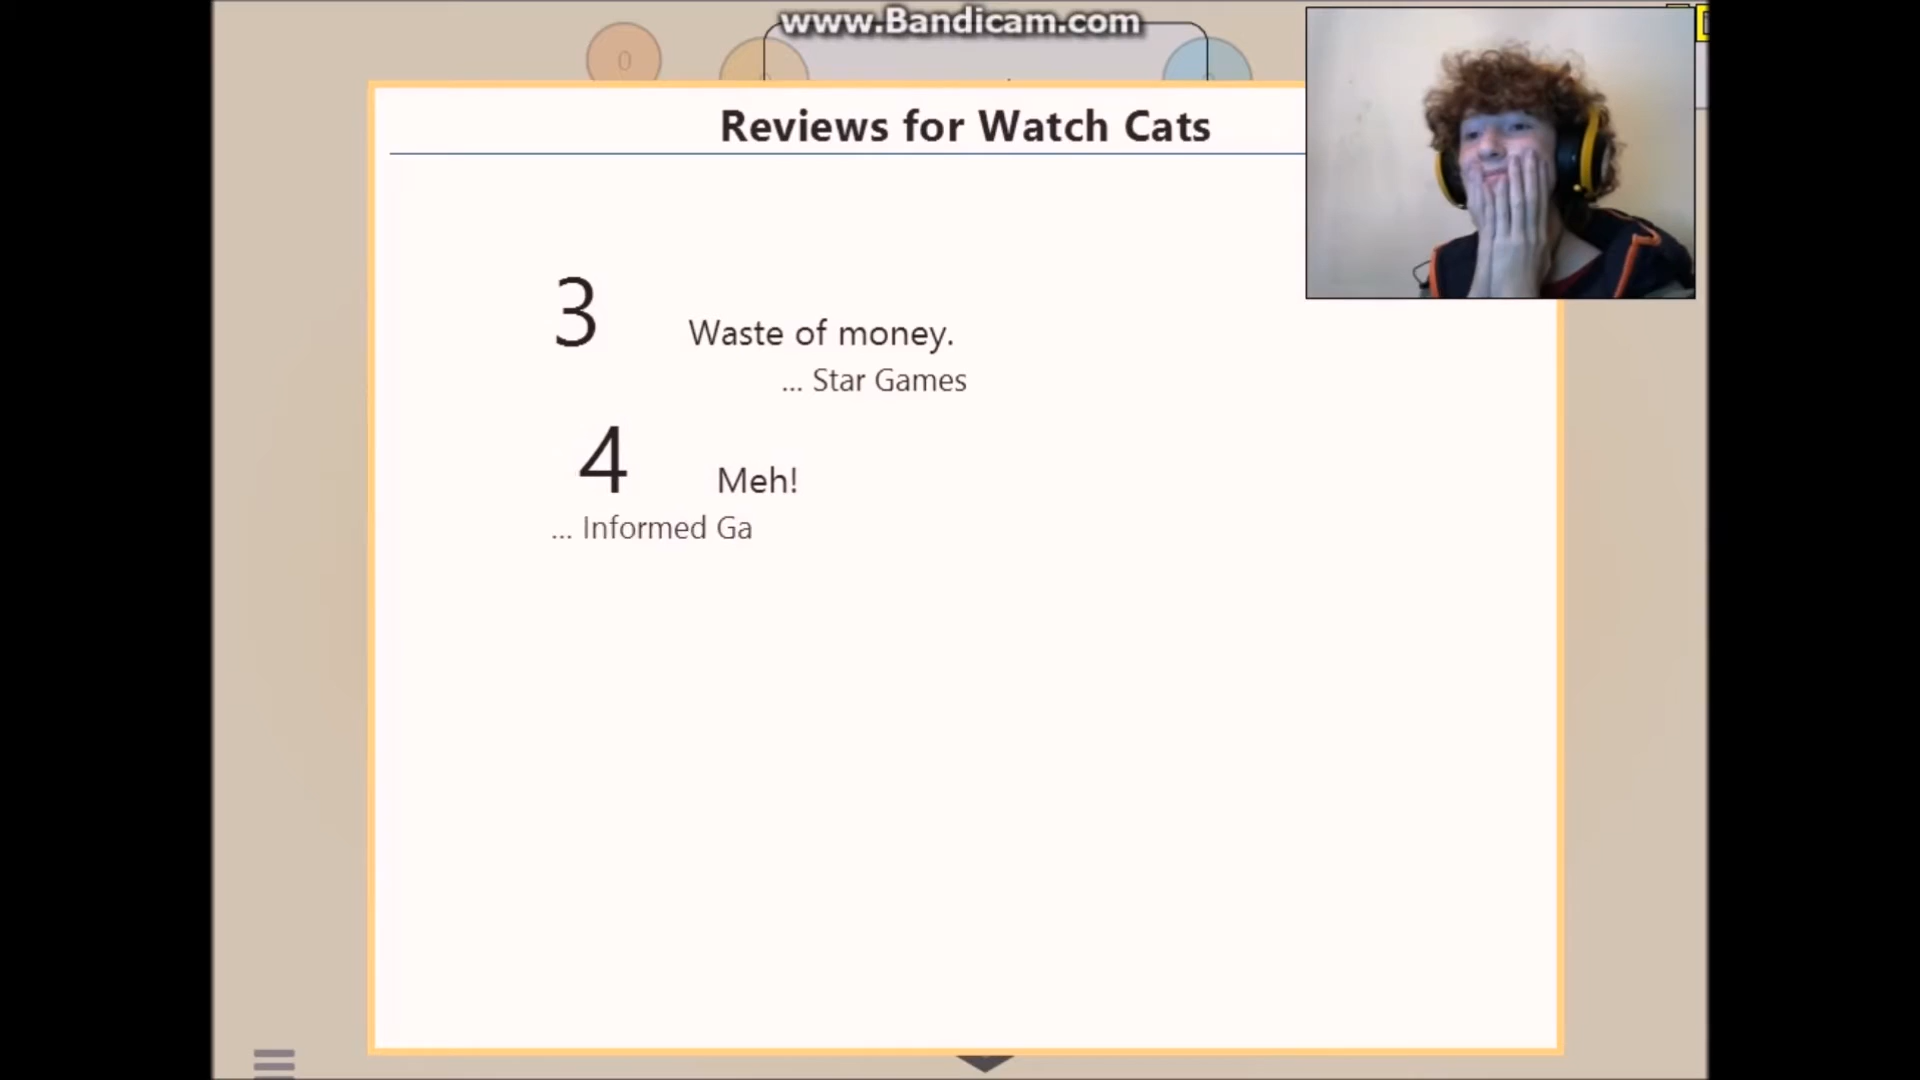 www.Bandicam.com
0
Reviews for Watch Cats
3 Waste of money.
... Star Games
4 Meh!
... Informed Ga